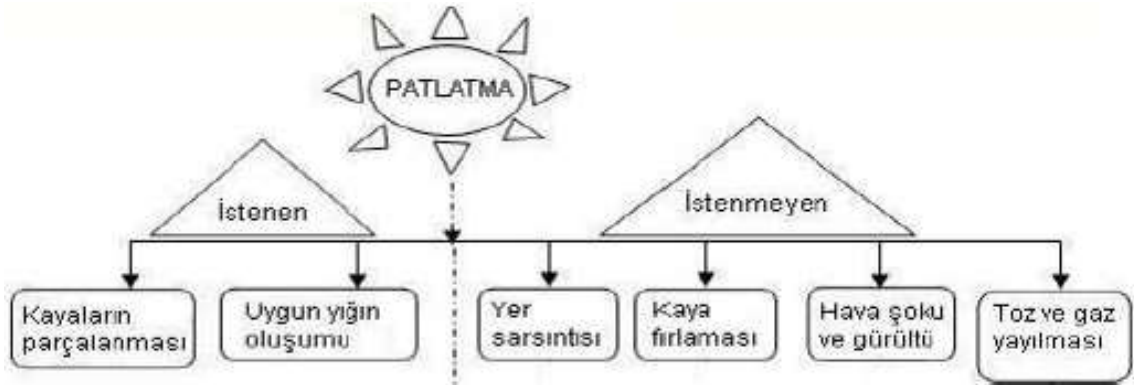 PATLATMA
İstenen
İstenmeyen
Kayaların
parçalanması
Uygun yığın
oluşumu
Yer
sarsıntısı
Kaya
fırlaması
Hava şoku
ve gürültü
Toz ve gaz
yayılması